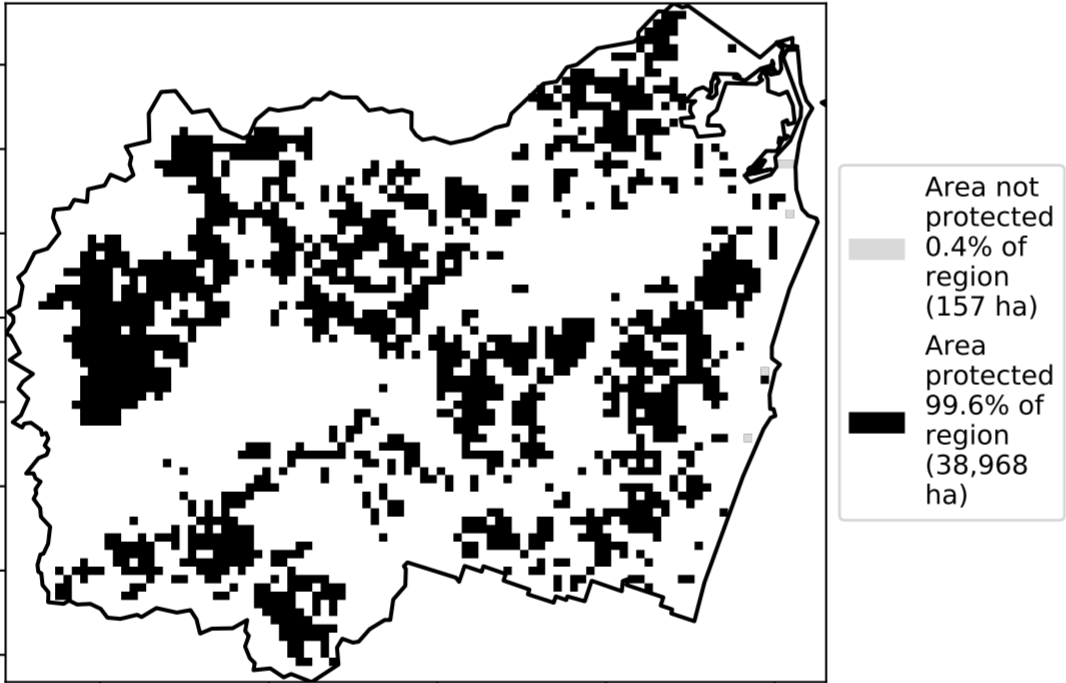 Area not
protected
0.4% of
region
(157 ha)
Area
protected
99.6% of
region
(38,968
ha)